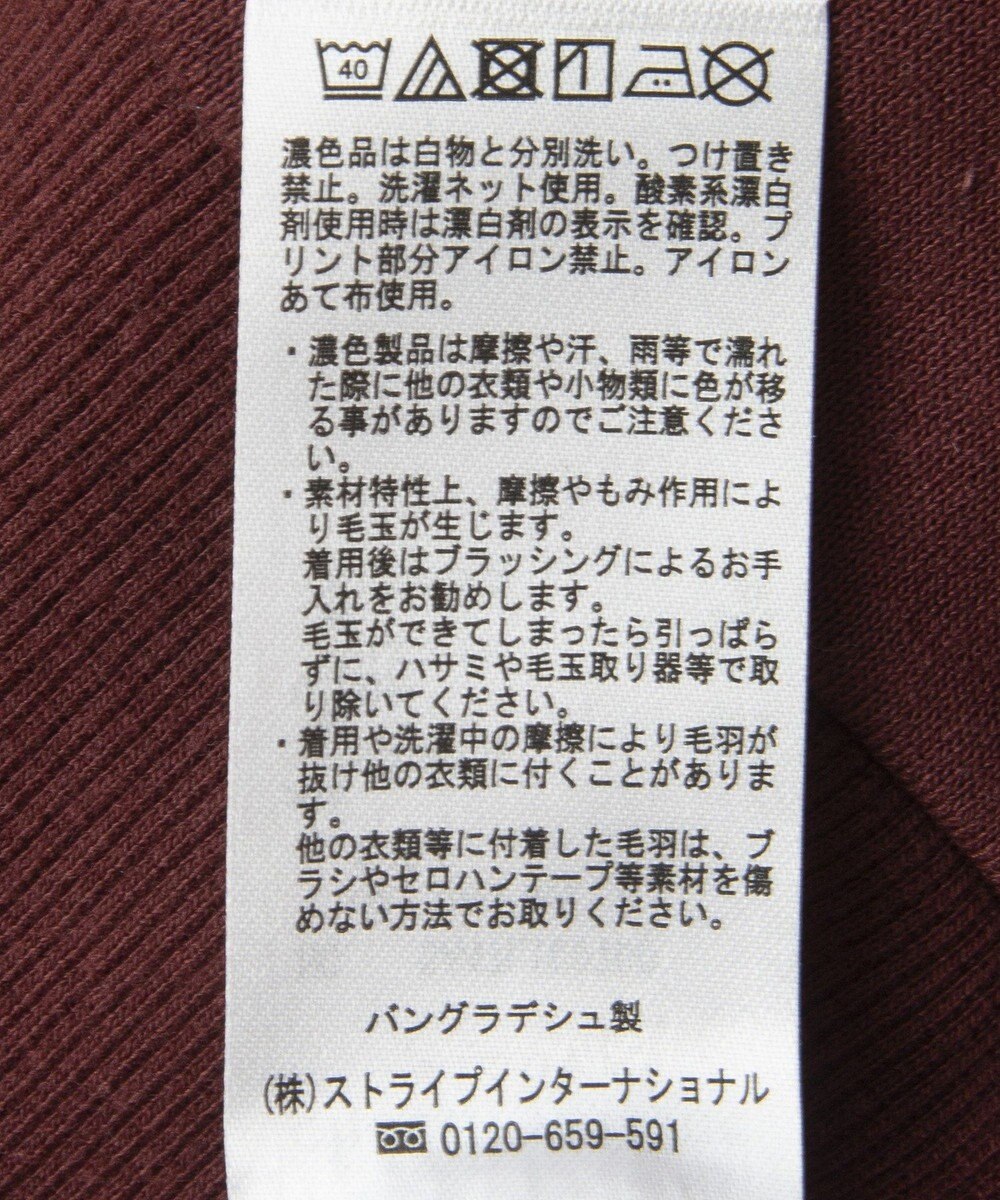 40
濃色品は白物と分別洗い。つけ置き
禁止。洗濯ネット使用。酸素系漂白
剤使用時は漂白剤の表示を確認。プ
リント部分アイロン禁止。アイロン
あて布使用。
・濃色製品は摩擦や汗、雨等で濡れ
た際に他の衣類や小物類に色が移
る事がありますのでご注意くださ
い。
・素材特性上、摩擦やもみ作用によ
り毛玉が生じます。
着用後はブラッシングによるお手
入れをお勧めします。
毛玉ができてしまったら引っぱら
ずに、ハサミや毛玉取り器等で取
り除いてください。
・着用や洗濯中の摩擦により毛羽が
抜け他の衣類に付くことがありま
す。
他の衣類等に付着した毛羽は、ブ
ラシやセロハンテープ等素材を傷
めない方法でお取りください。
バングラデシュ製
(株)ストライプインターナショナル
0120-659-591